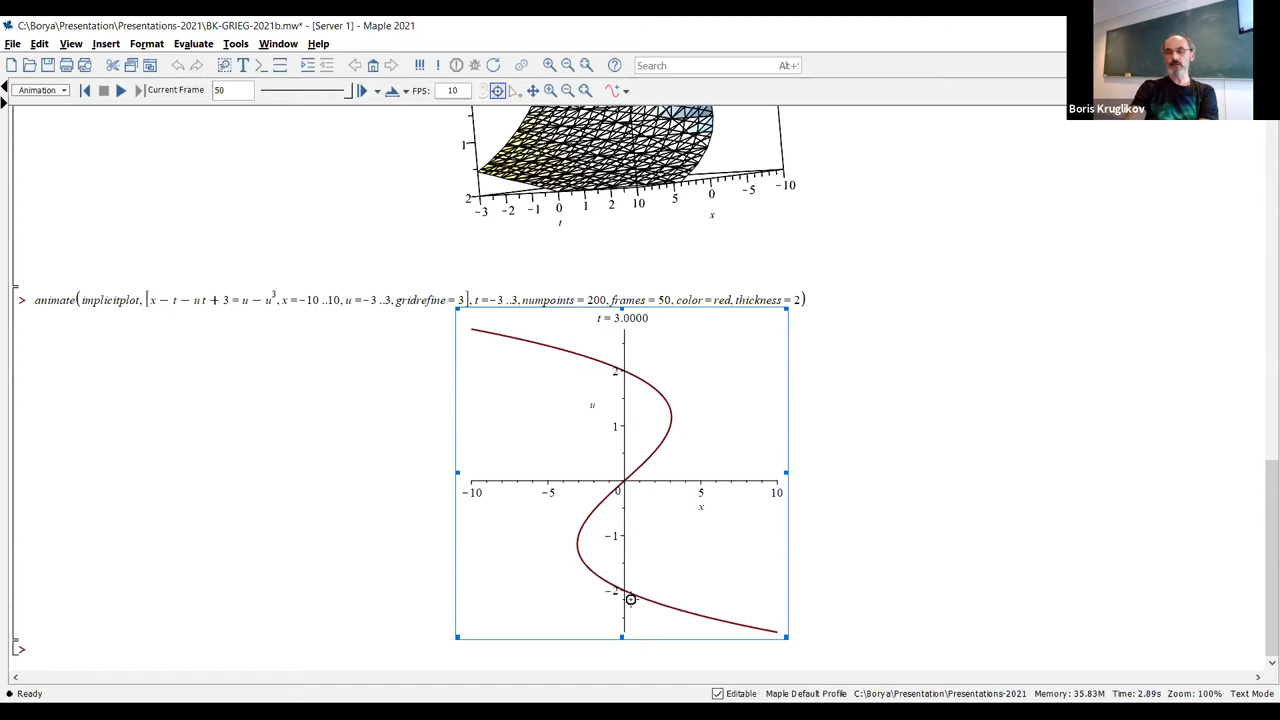 C:\Borya\Presentation\Presentations-2021\BK-GRIEG-2021b.mw* - [Server 1] - Maple 2021
File Edit View Insert Format Evaluate Tools Window Help
Search Alt+/
Animation Current Frame 50 FPS: 10
Boris Kruglikov
1
2
-3 -2 -1 0 1 2 10 5 0 -5 -10
t x
> animate(implicitplot, [x − t − u t + 3 = u − u³, x = −10 ..10, u = −3 ..3, gridrefine = 3], t = −3 ..3, numpoints = 200, frames = 50, color = red, thickness = 2)
t = 3.0000
2
u
1
-10 -5 0 5 10
x
-1
-2
>
Ready Editable Maple Default Profile C:\Borya\Presentation\Presentations-2021 Memory: 35.83M Time: 2.89s Zoom: 100% Text Mode